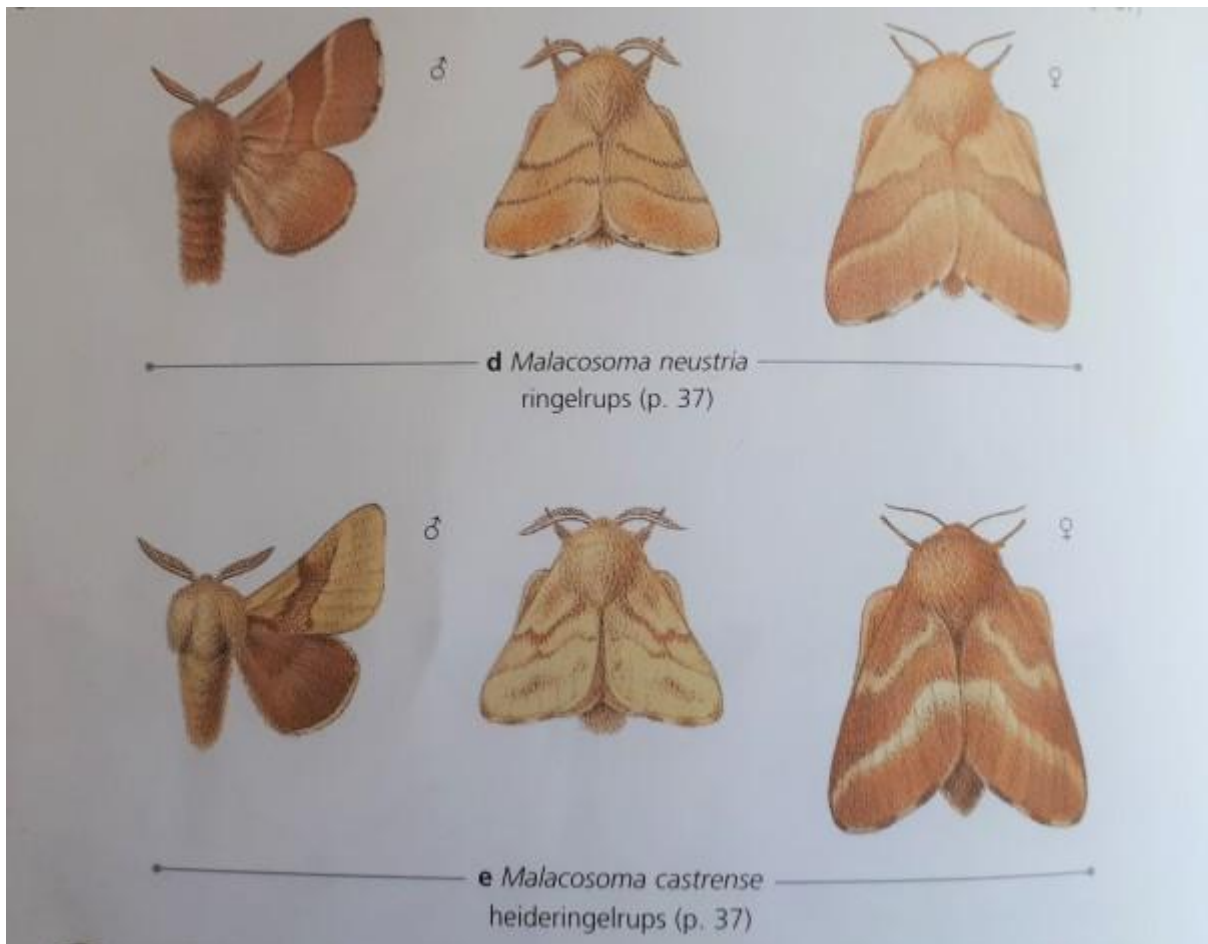 ♂ ♀
d Malacosoma neustria
ringelrups (p. 37)
♂ ♀
e Malacosoma castrense
heideringelrups (p. 37)